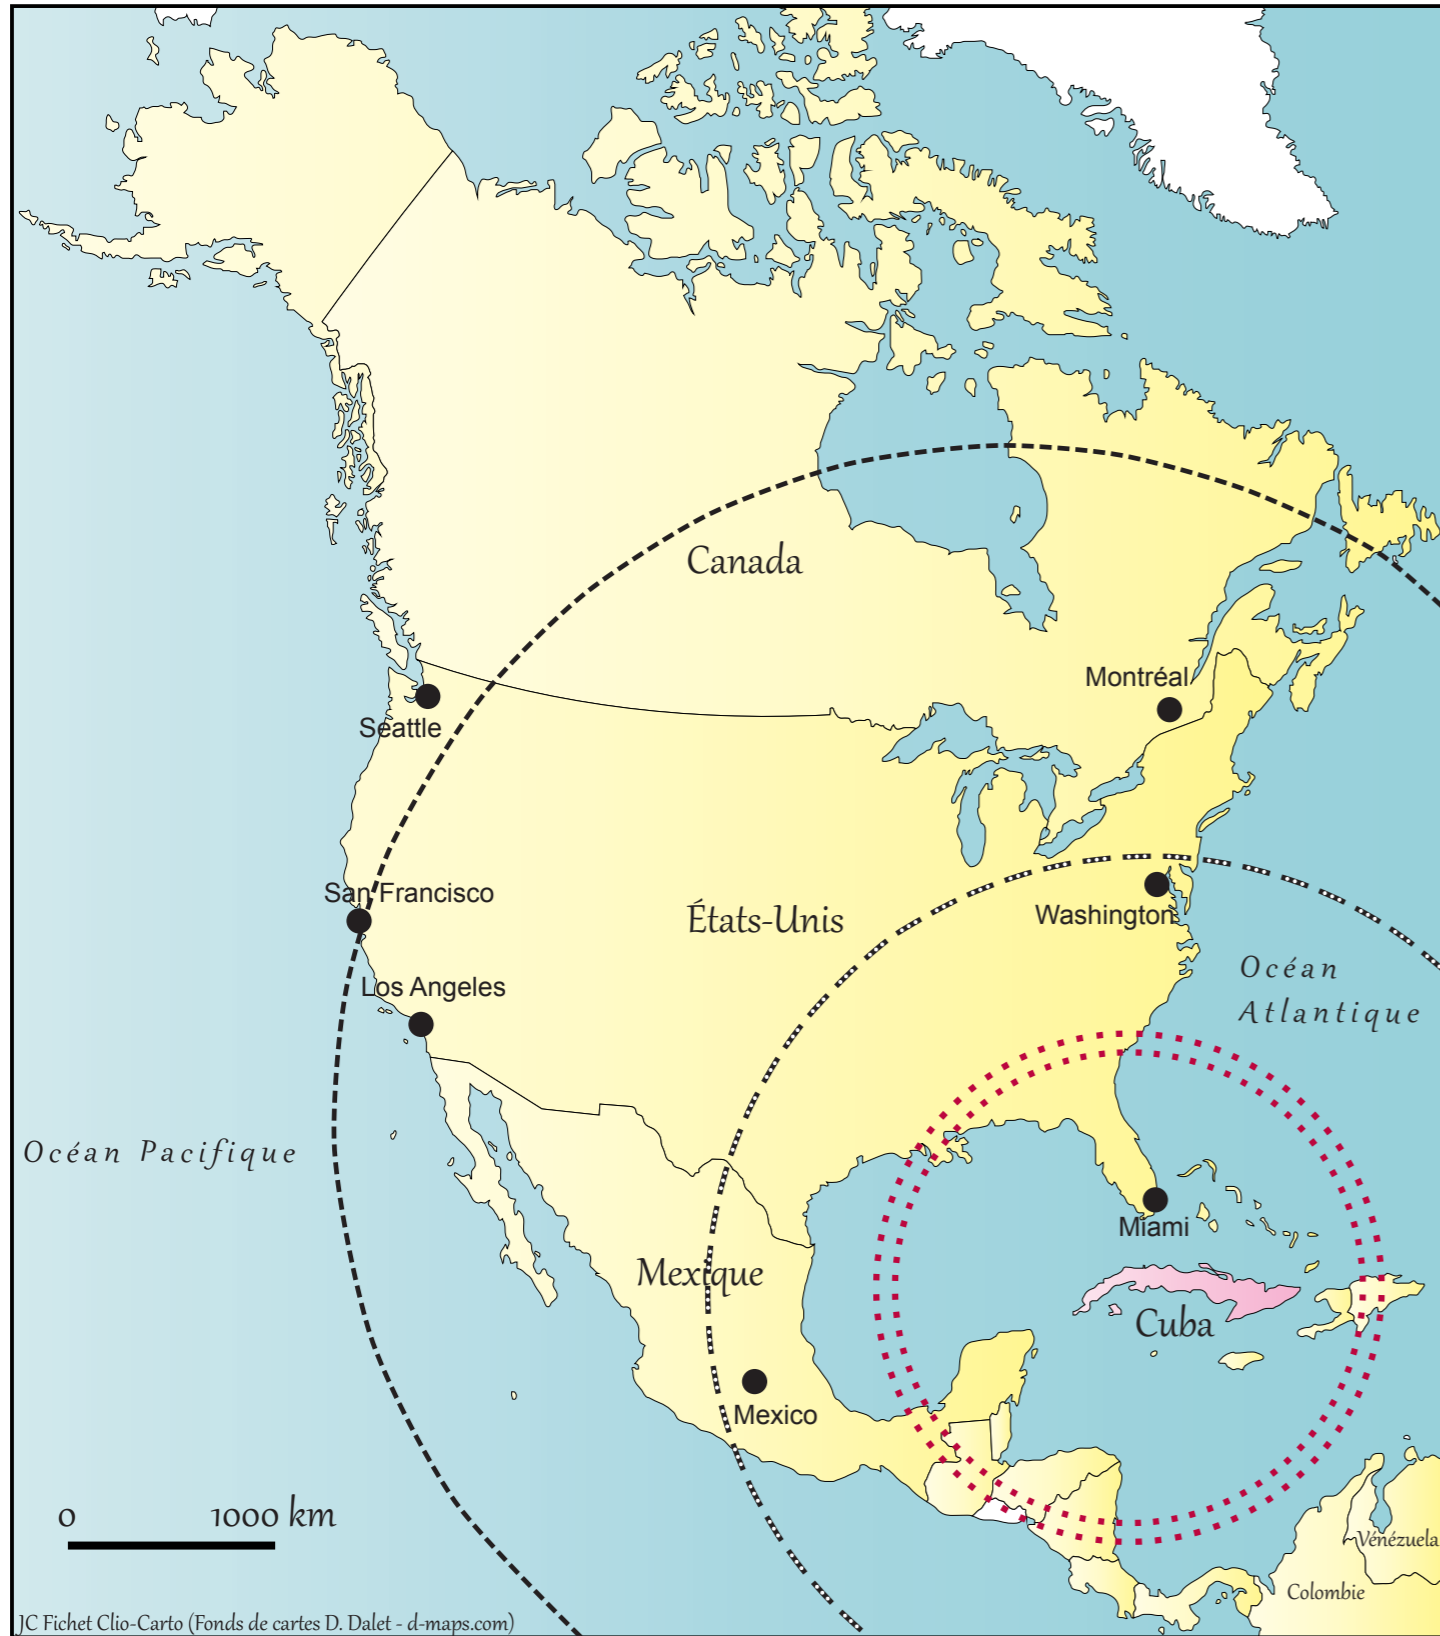 Canada
Montréal
Seattle
San Francisco
États-Unis
Washington
Océan
Atlantique
Los Angeles
Océan Pacifique
Miami
Mexique
Cuba
Mexico
0 1000 km
Vénézuela
Colombie
JC Fichet Clio-Carto (Fonds de cartes D. Dalet - d-maps.com)